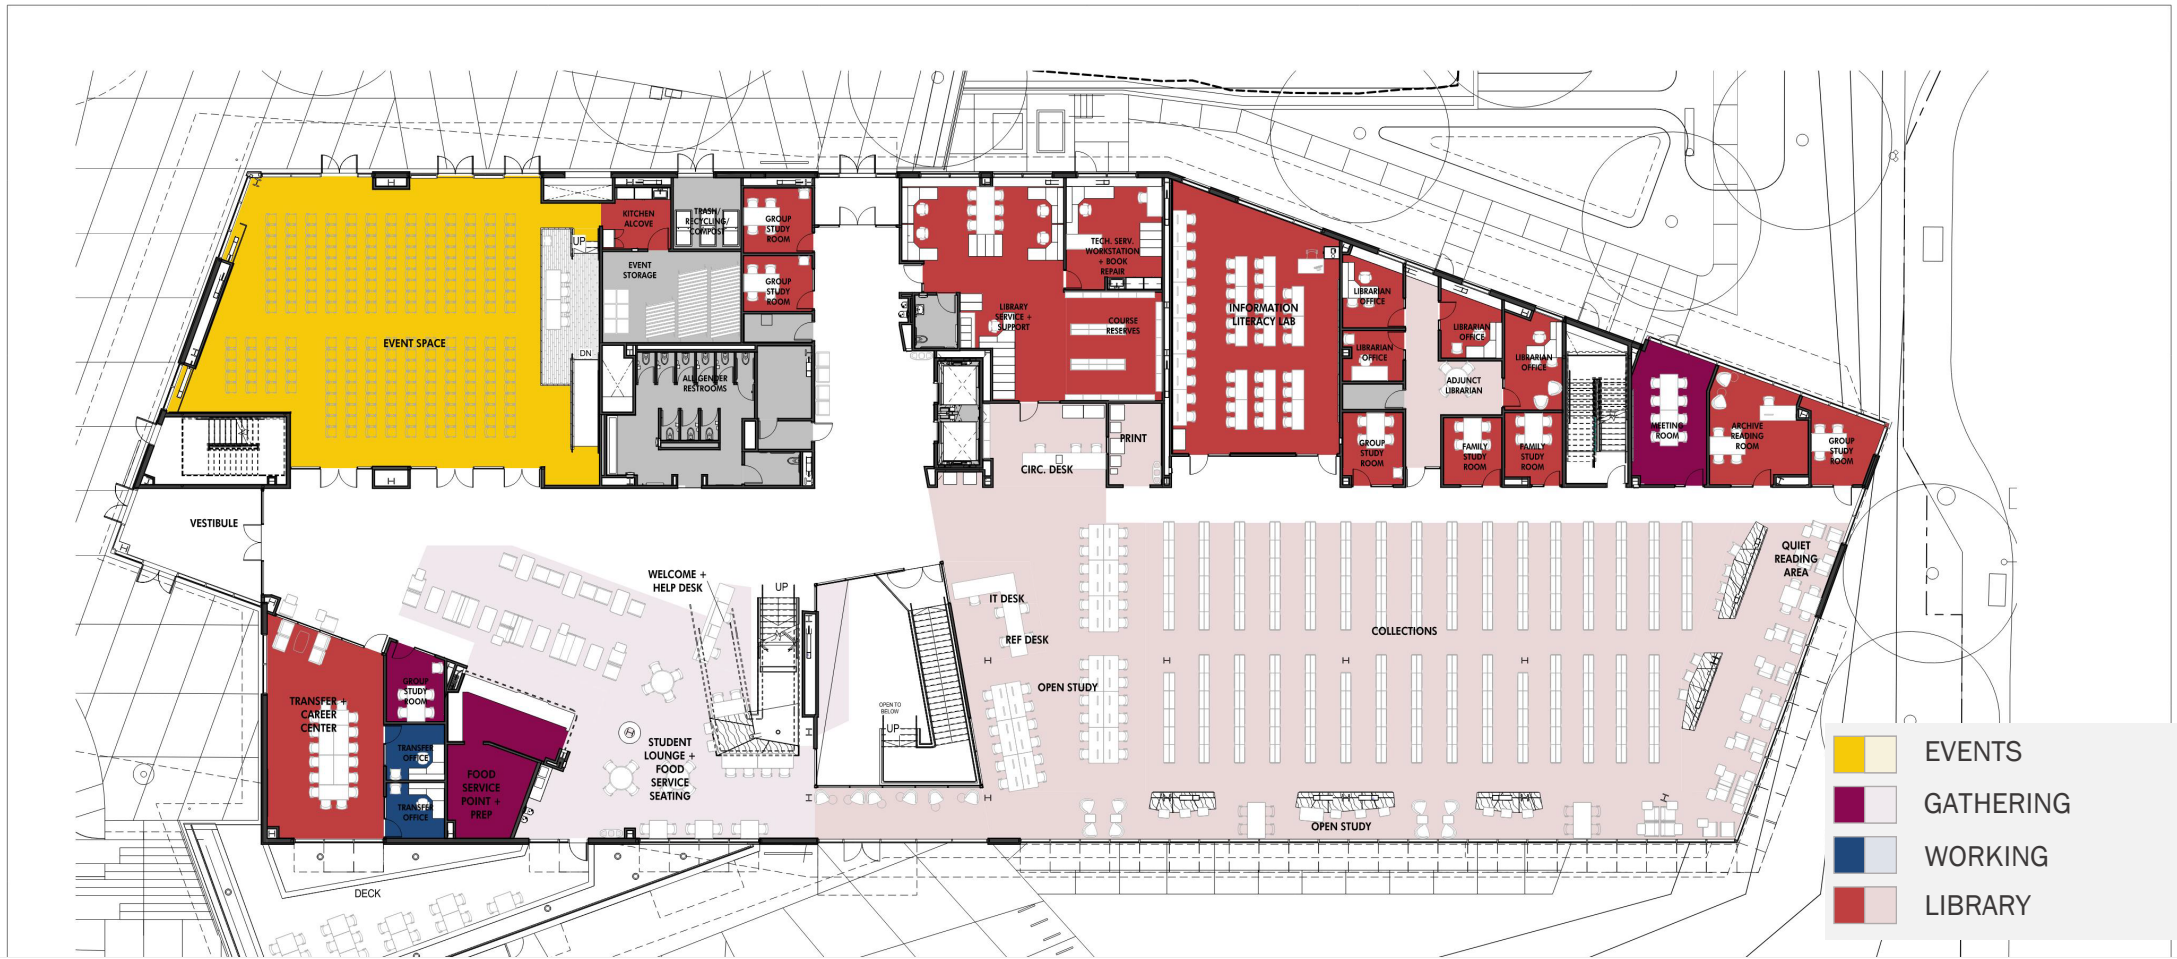 KITCHEN
ALCOVE
TRASH/
RECYCLING/
COMPOST
GROUP
STUDY
ROOM
UP
EVENT
STORAGE
GROUP
STUDY
ROOM
EVENT SPACE
DN
ALL GENDER
RESTROOMS
TECH. SERV.
WORKSTATION
+ BOOK
REPAIR
LIBRARY
SERVICE +
SUPPORT
COURSE
RESERVES
INFORMATION
LITERACY LAB
LIBRARIAN
OFFICE
LIBRARIAN
OFFICE
LIBRARIAN
OFFICE
LIBRARIAN
OFFICE
ADJUNCT
LIBRARIAN
PRINT
CIRC. DESK
GROUP
STUDY
ROOM
FAMILY
STUDY
ROOM
FAMILY
STUDY
ROOM
MEETING
ROOM
ARCHIVE
READING
ROOM
GROUP
STUDY
ROOM
VESTIBULE
WELCOME +
HELP DESK
UP
IT DESK
REF DESK
OPEN STUDY
COLLECTIONS
QUIET
READING
AREA
TRANSFER +
CAREER
CENTER
GROUP
STUDY
ROOM
TRANSFER
OFFICE
TRANSFER
OFFICE
FOOD
SERVICE
POINT +
PREP
STUDENT
LOUNGE +
FOOD
SERVICE
SEATING
OPEN TO
BELOW
UP
OPEN STUDY
DECK
EVENTS
GATHERING
WORKING
LIBRARY